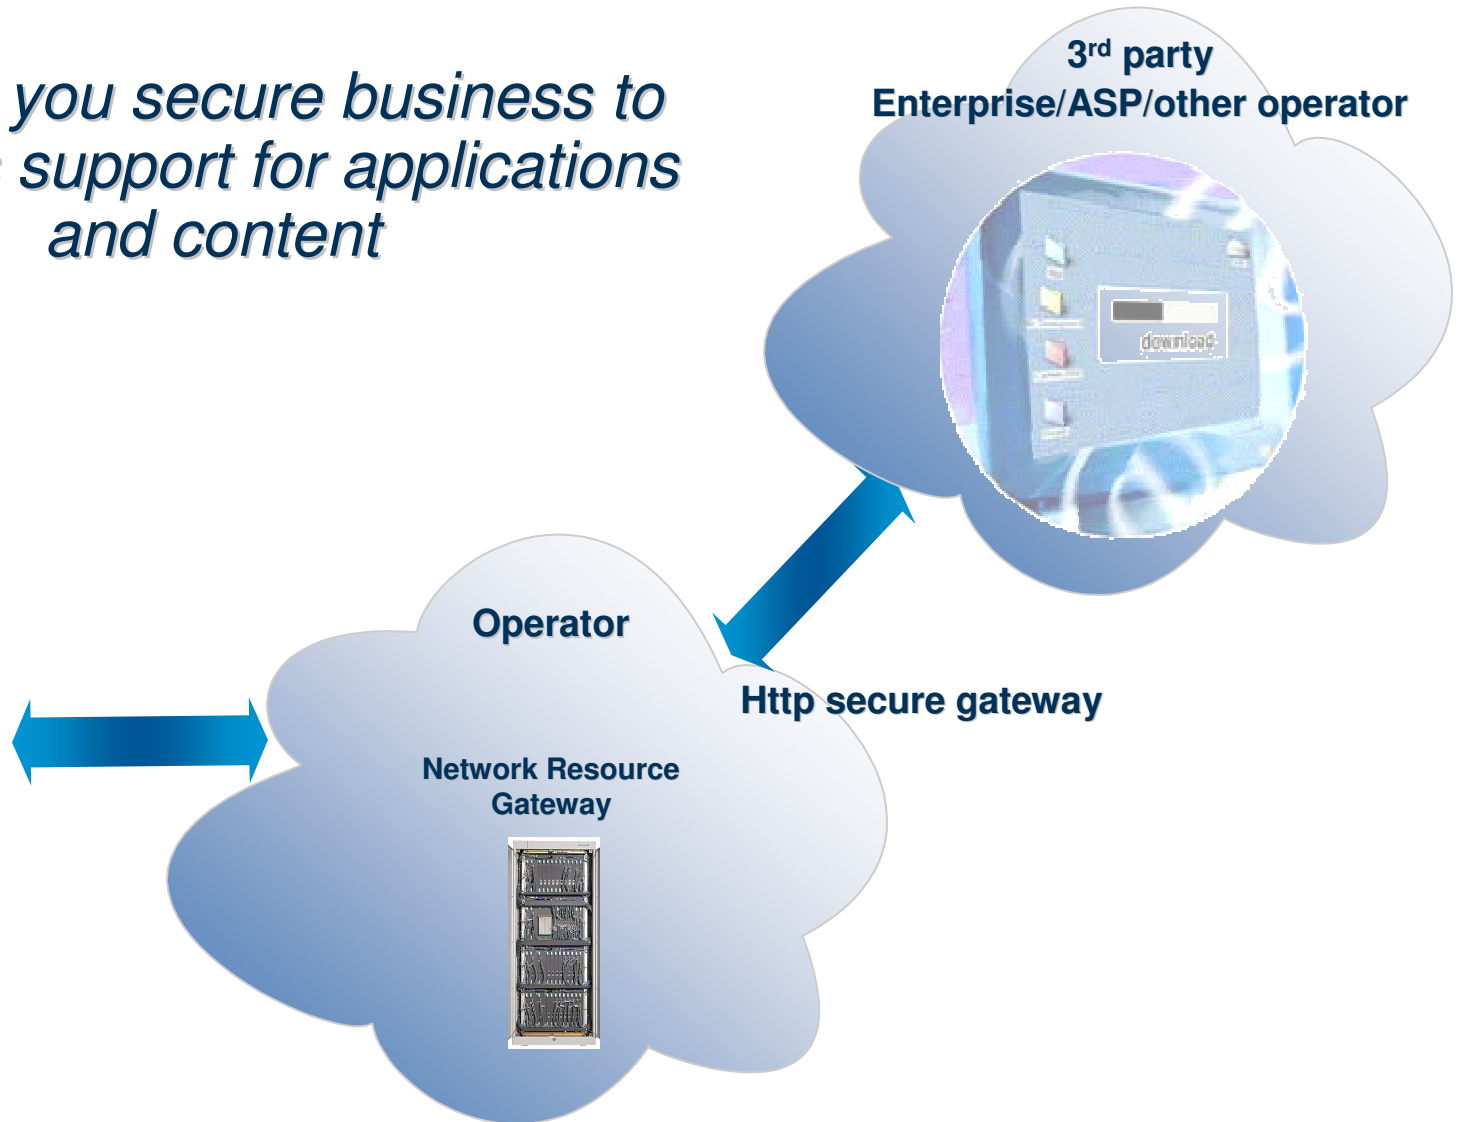 you secure business to
support for applications
and content
3rd party
Enterprise/ASP/other operator
download
Operator
Http secure gateway
Network Resource
Gateway